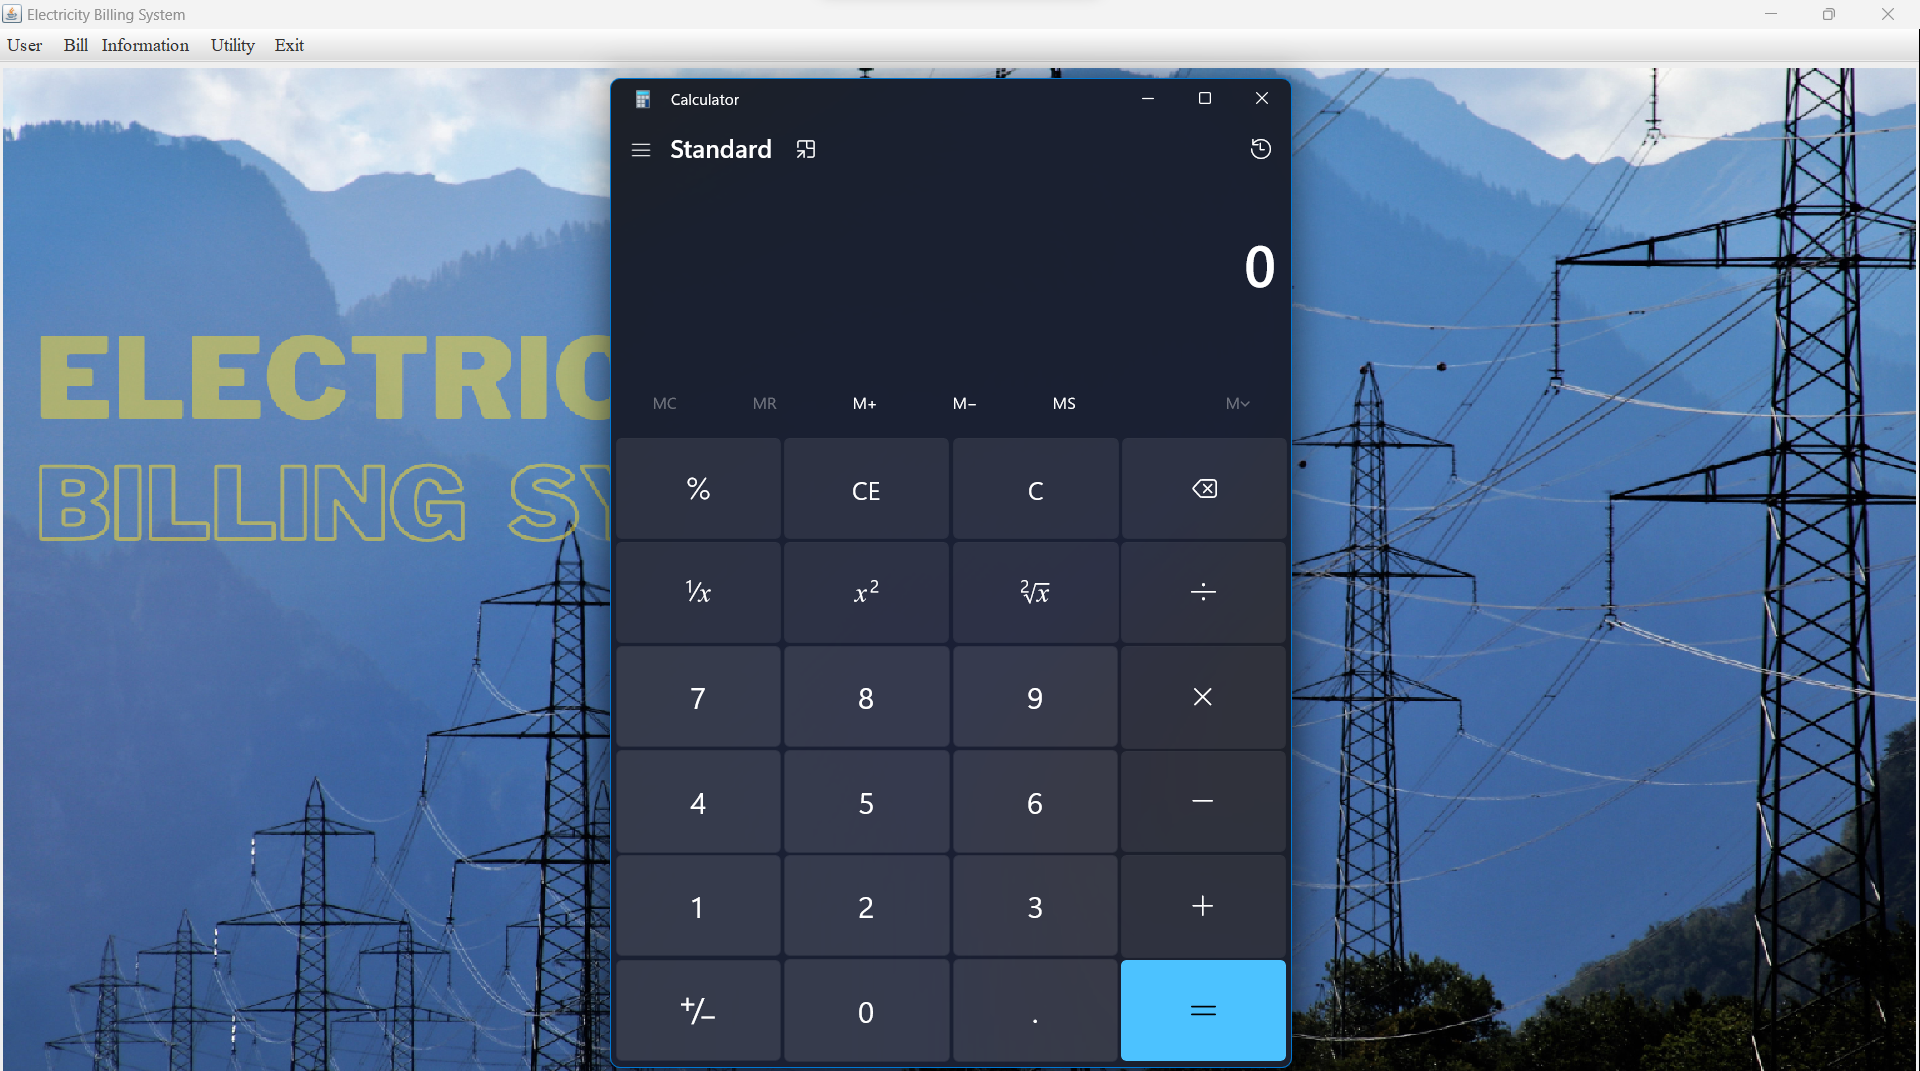 Electricity Billing System
User Bill Information Utility Exit
Calculator
Standard
0
MC MR M+ M− MS M
% CE C
¹/x x² ²√x ÷
7 8 9 ×
4 5 6 −
1 2 3 +
+/− 0 . =
ELECTRIC
BILLING SY